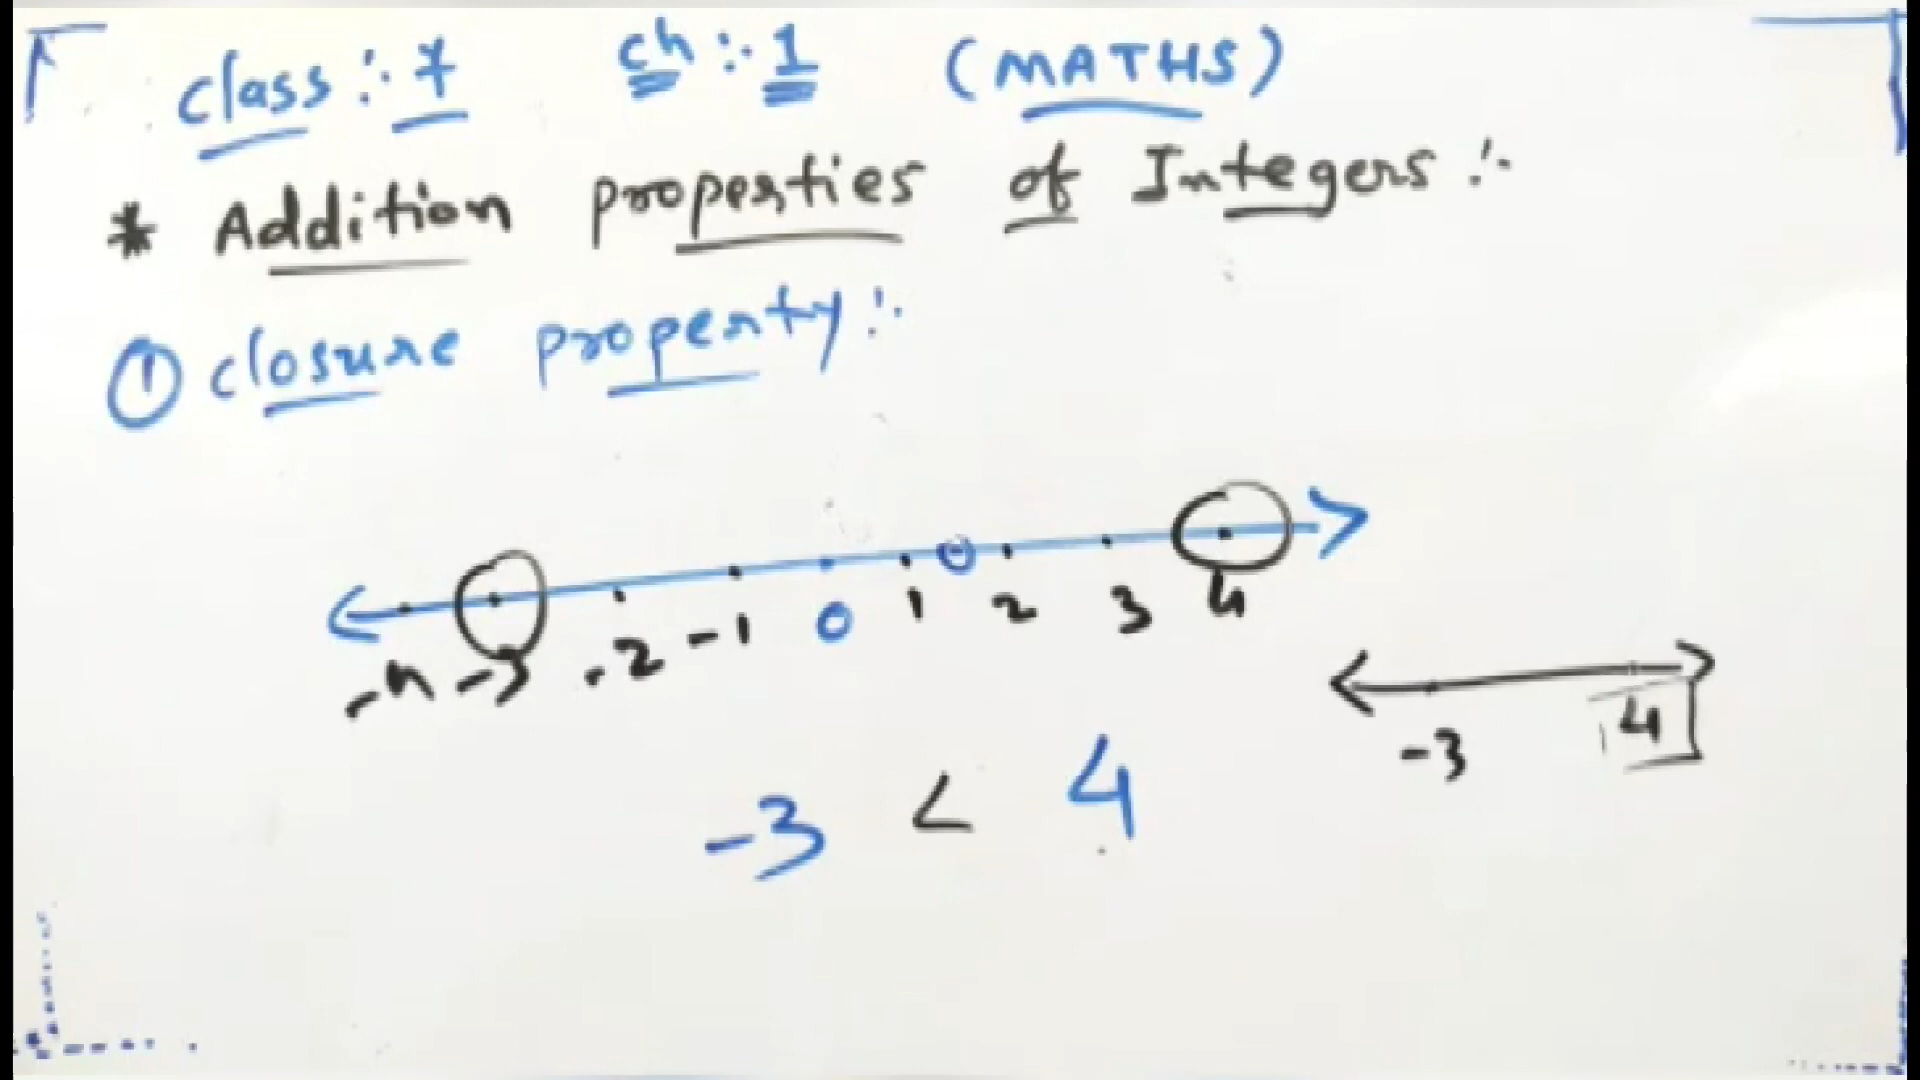 class :- 7 ch :- 1 (MATHS)
* Addition properties of Integers :-
① closure property :-
-4 -3 -2 -1 0 1 2 3 4
-3 4
-3 < 4